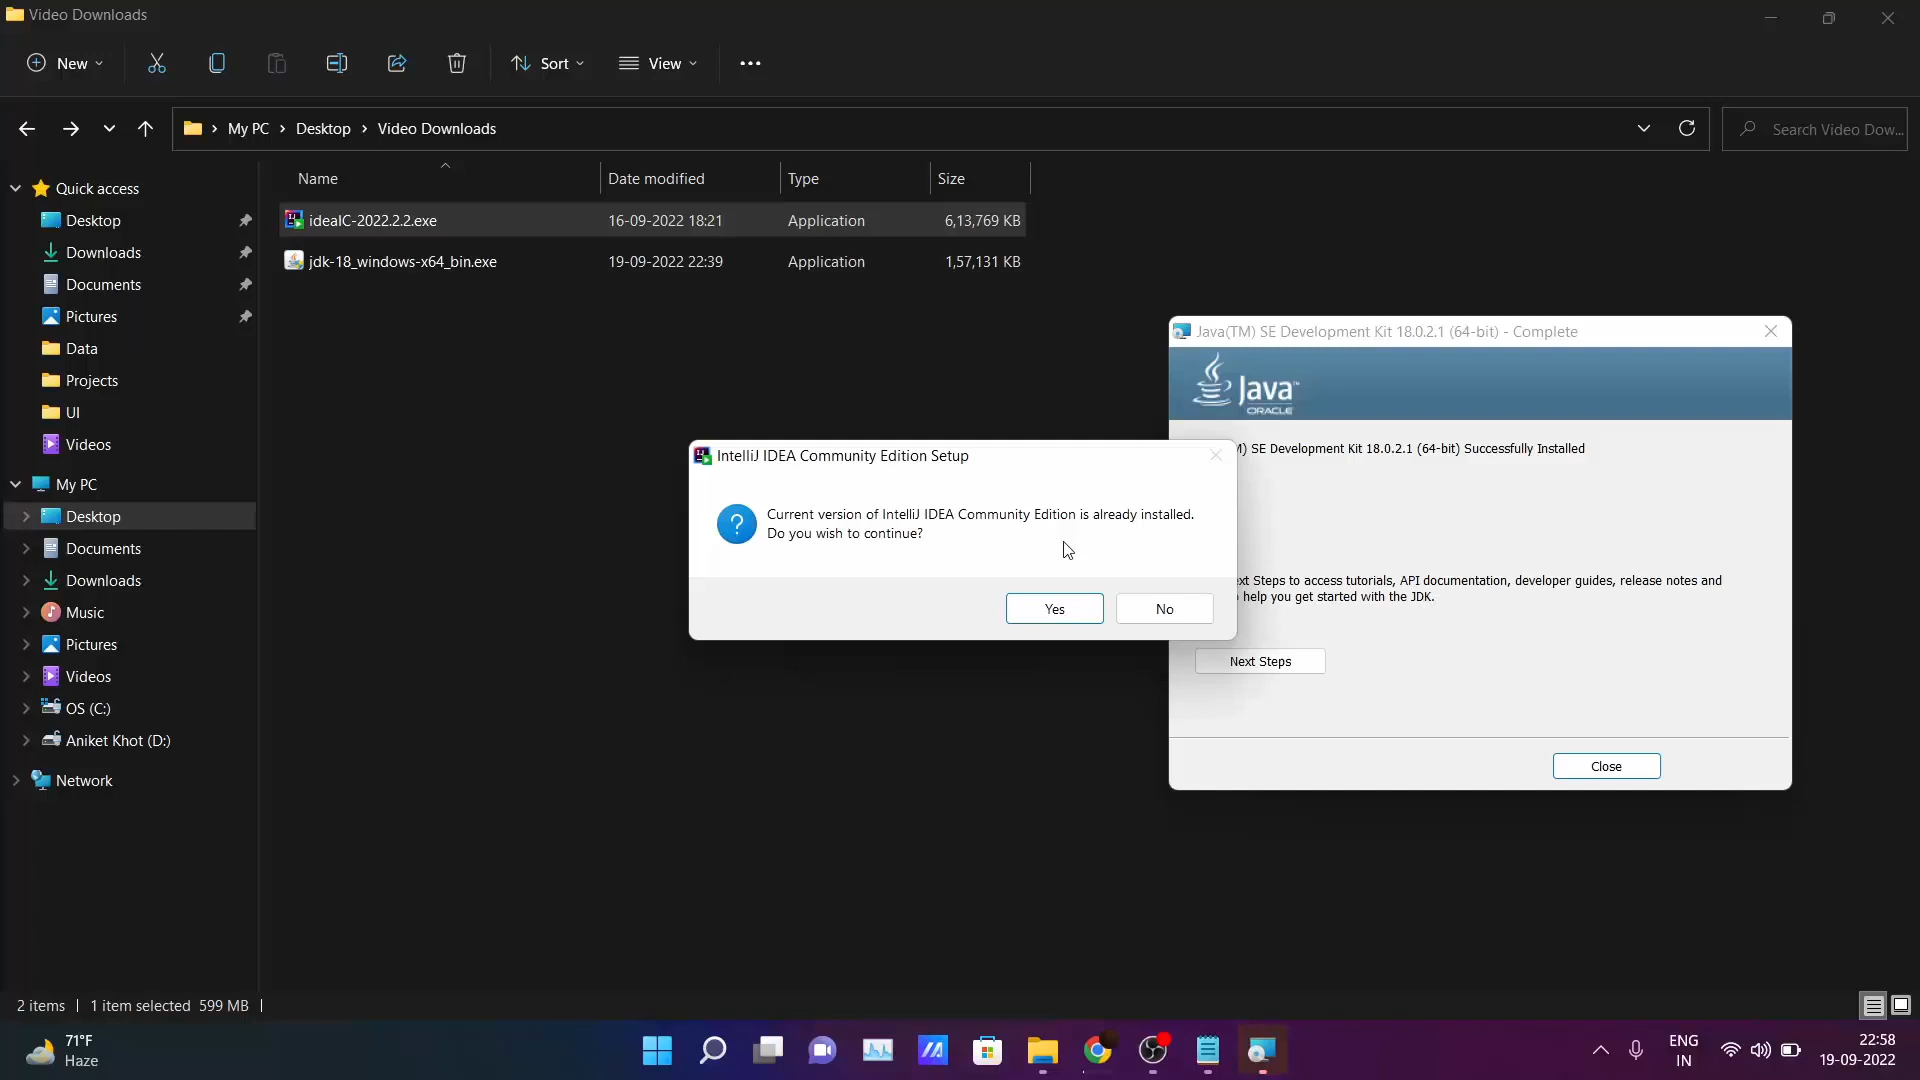 Video Downloads
New
Sort
View
My PC
Desktop
Video Downloads
Search Video Dow...
Name
Date modified
Type
Size
ideaIC-2022.2.2.exe
16-09-2022 18:21
Application
6,13,769 KB
jdk-18_windows-x64_bin.exe
19-09-2022 22:39
Application
1,57,131 KB
Quick access
Desktop
Downloads
Documents
Pictures
Data
Projects
UI
Videos
My PC
Desktop
Documents
Downloads
Music
Pictures
Videos
OS (C:)
Aniket Khot (D:)
Network
Java(TM) SE Development Kit 18.0.2.1 (64-bit) - Complete
Java™
ORACLE
M) SE Development Kit 18.0.2.1 (64-bit) Successfully Installed
ext Steps to access tutorials, API documentation, developer guides, release notes and
help you get started with the JDK.
Next Steps
Close
IntelliJ IDEA Community Edition Setup
Current version of IntelliJ IDEA Community Edition is already installed.
Do you wish to continue?
Yes
No
2 items
1 item selected 599 MB
71°F
Haze
ENG
IN
22:58
19-09-2022